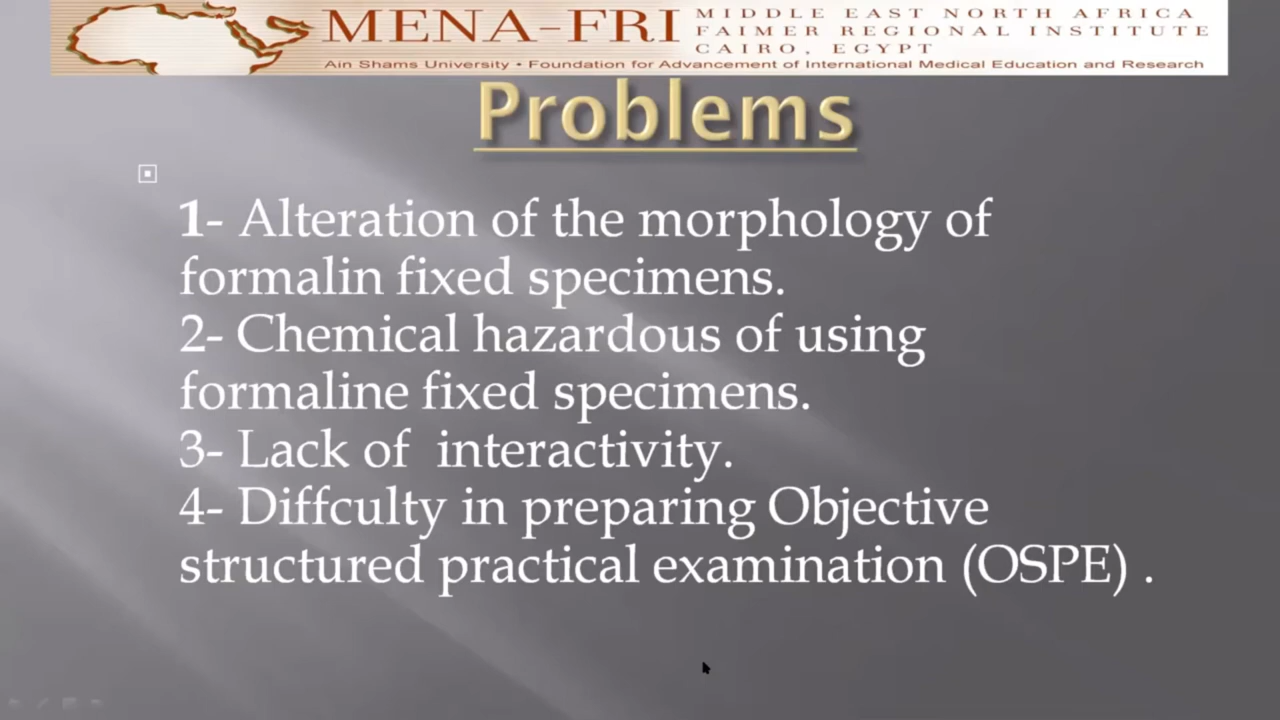 MENA-FRI
MIDDLE EAST NORTH AFRICA
FAIMER REGIONAL INSTITUTE
CAIRO, EGYPT
Ain Shams University • Foundation for Advancement of International Medical Education and Research
Problems
1- Alteration of the morphology of
formalin fixed specimens.
2- Chemical hazardous of using
formaline fixed specimens.
3- Lack of interactivity.
4- Diffculty in preparing Objective
structured practical examination (OSPE) .